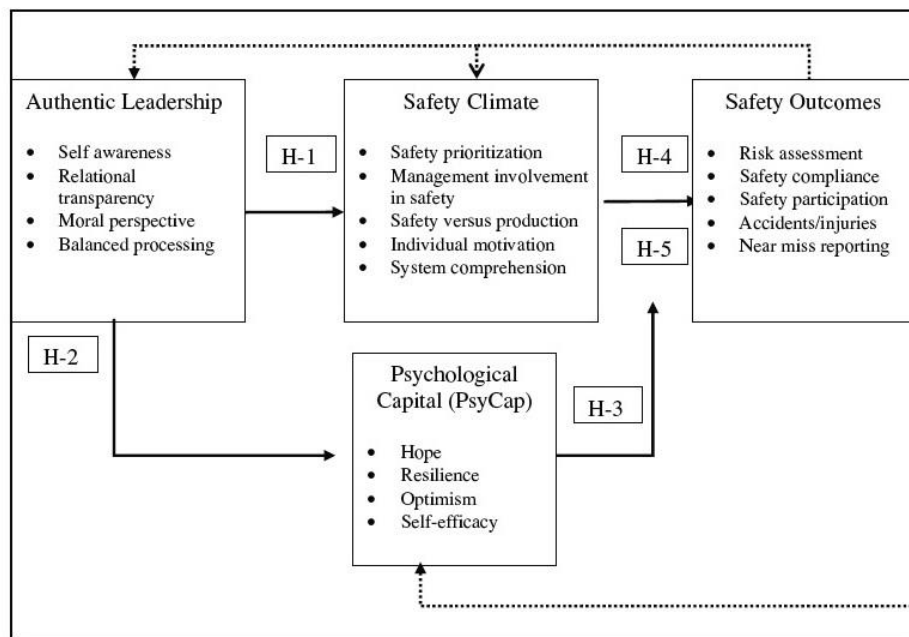 Authentic Leadership
• Self awareness
• Relational
transparency
• Moral perspective
• Balanced processing
H-1
Safety Climate
• Safety prioritization
• Management involvement
in safety
• Safety versus production
• Individual motivation
• System comprehension
H-4
H-5
Safety Outcomes
• Risk assessment
• Safety compliance
• Safety participation
• Accidents/injuries
• Near miss reporting
H-2
Psychological
Capital (PsyCap)
• Hope
• Resilience
• Optimism
• Self-efficacy
H-3